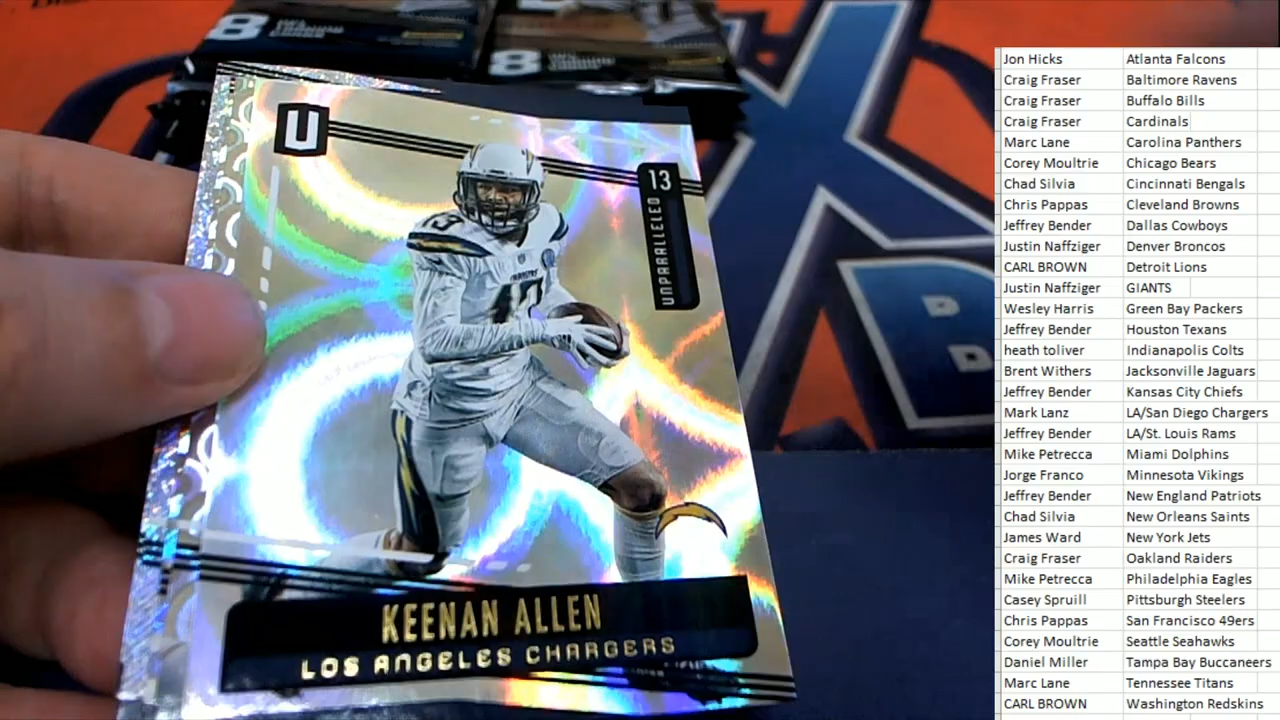 8
8
U
13
UNPARALLELED
13
CHARGERS
KEENAN ALLEN
LOS ANGELES CHARGERS
B
Jon Hicks Atlanta Falcons
Craig Fraser Baltimore Ravens
Craig Fraser Buffalo Bills
Craig Fraser Cardinals
Marc Lane Carolina Panthers
Corey Moultrie Chicago Bears
Chad Silvia Cincinnati Bengals
Chris Pappas Cleveland Browns
Jeffrey Bender Dallas Cowboys
Justin Naffziger Denver Broncos
CARL BROWN Detroit Lions
Justin Naffziger GIANTS
Wesley Harris Green Bay Packers
Jeffrey Bender Houston Texans
heath toliver Indianapolis Colts
Brent Withers Jacksonville Jaguars
Jeffrey Bender Kansas City Chiefs
Mark Lanz LA/San Diego Chargers
Jeffrey Bender LA/St. Louis Rams
Mike Petrecca Miami Dolphins
Jorge Franco Minnesota Vikings
Jeffrey Bender New England Patriots
Chad Silvia New Orleans Saints
James Ward New York Jets
Craig Fraser Oakland Raiders
Mike Petrecca Philadelphia Eagles
Casey Spruill Pittsburgh Steelers
Chris Pappas San Francisco 49ers
Corey Moultrie Seattle Seahawks
Daniel Miller Tampa Bay Buccaneers
Marc Lane Tennessee Titans
CARL BROWN Washington Redskins